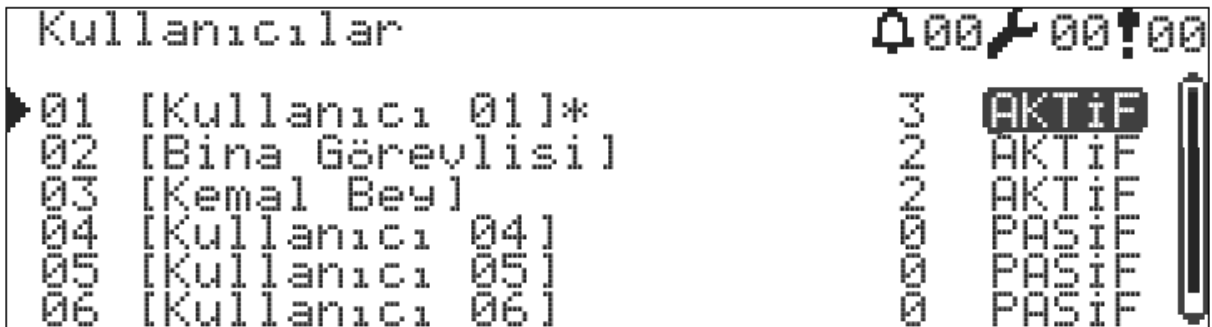 Kullanıcılar 00 00 00
01 [Kullanıcı 01]* 3 AKTİF
02 [Bina Görevlisi] 2 AKTİF
03 [Kemal Bey] 2 AKTİF
04 [Kullanıcı 04] 0 PASİF
05 [Kullanıcı 05] 0 PASİF
06 [Kullanıcı 06] 0 PASİF